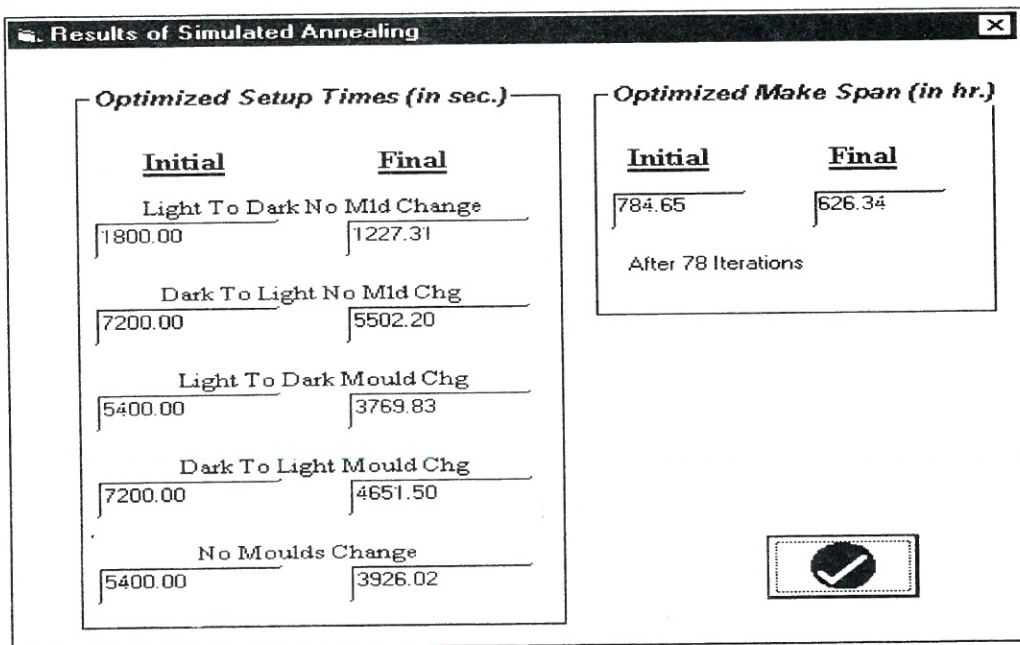 Results of Simulated Annealing
Optimized Setup Times (in sec.)
Initial Final
Light To Dark No Mld Change
1800.00 1227.31
Dark To Light No Mld Chg
7200.00 5502.20
Light To Dark Mould Chg
5400.00 3769.83
Dark To Light Mould Chg
7200.00 4651.50
No Moulds Change
5400.00 3926.02
Optimized Make Span (in hr.)
Initial Final
784.65 626.34
After 78 Iterations